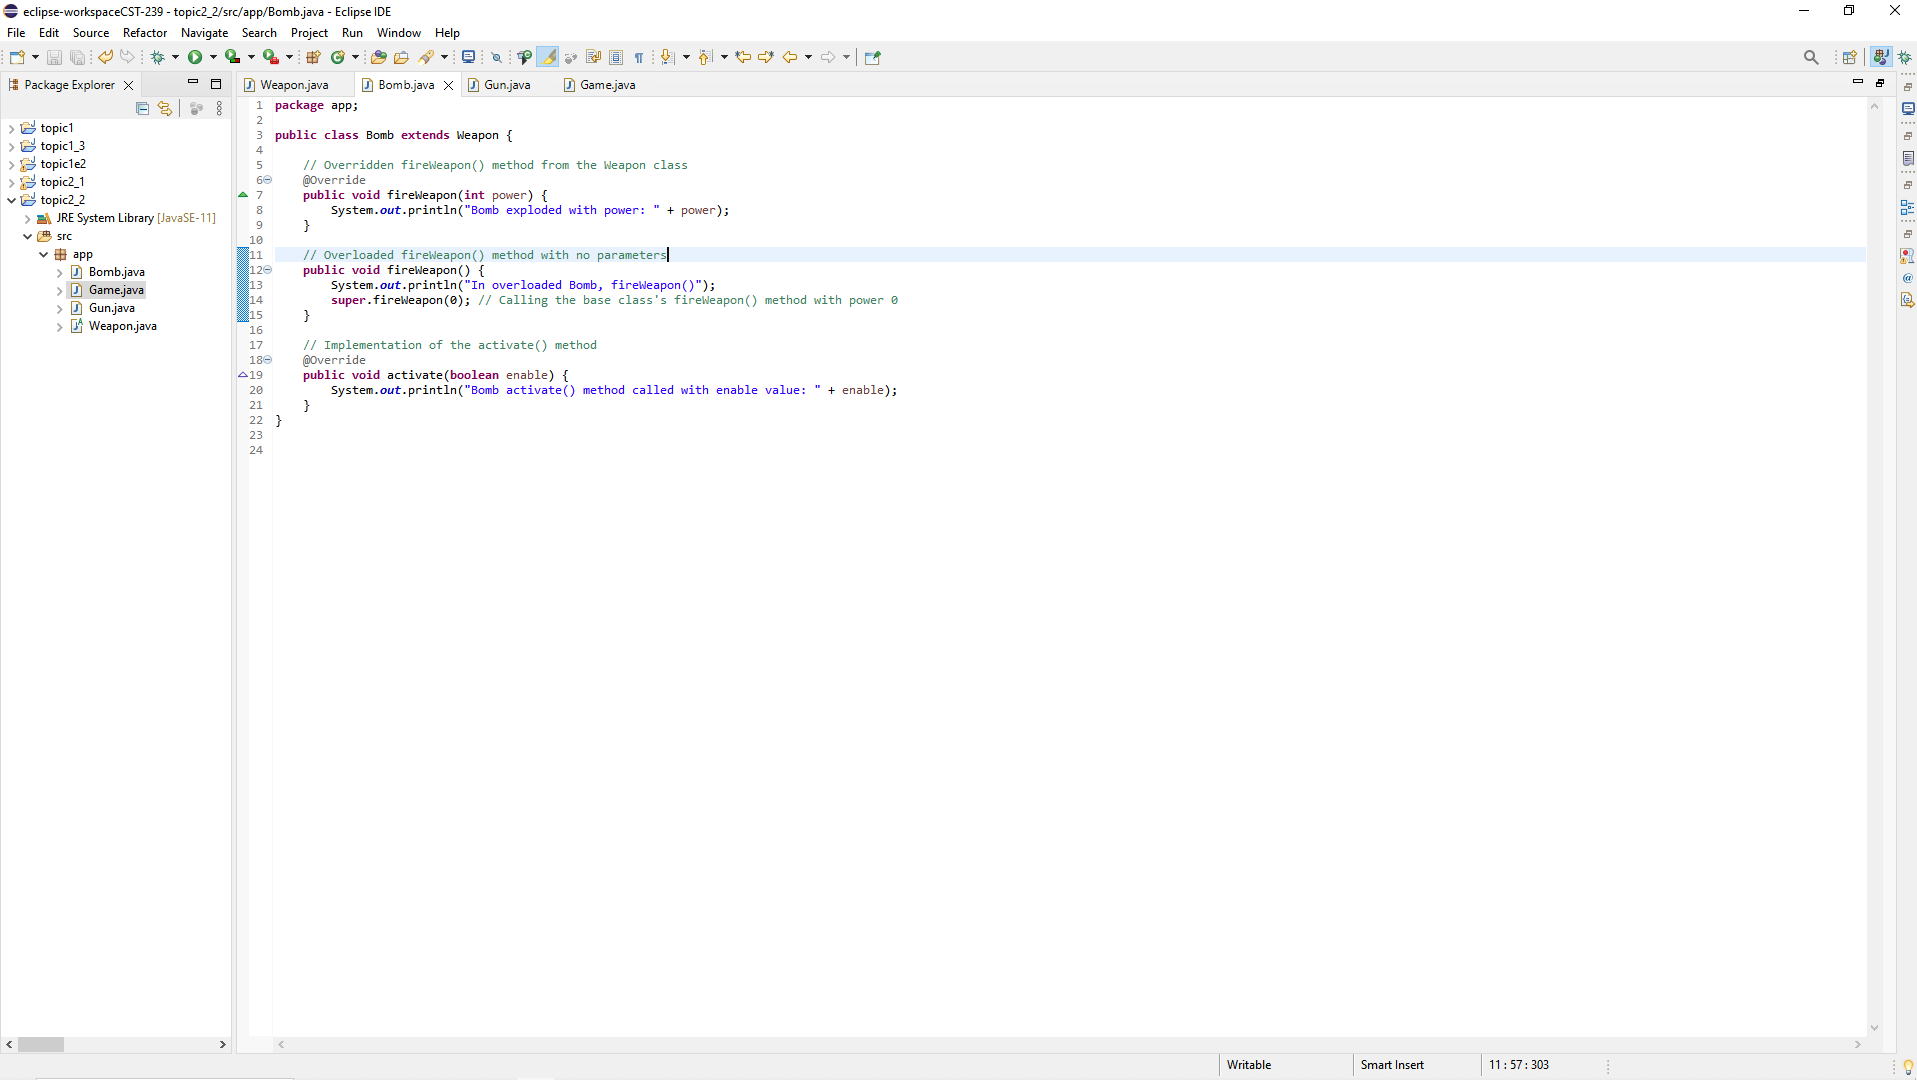 eclipse-workspaceCST-239 - topic2_2/src/app/Bomb.java - Eclipse IDE
File Edit Source Refactor Navigate Search Project Run Window Help
Package Explorer
topic1
topic1_3
topic1e2
topic2_1
topic2_2
JRE System Library [JavaSE-11]
src
app
Bomb.java
Game.java
Gun.java
Weapon.java
Weapon.java Bomb.java Gun.java Game.java
1 package app;
2
3 public class Bomb extends Weapon {
4
5     // Overridden fireWeapon() method from the Weapon class
6     @Override
7     public void fireWeapon(int power) {
8         System.out.println("Bomb exploded with power: " + power);
9     }
10
11     // Overloaded fireWeapon() method with no parameters
12     public void fireWeapon() {
13         System.out.println("In overloaded Bomb, fireWeapon()");
14         super.fireWeapon(0); // Calling the base class's fireWeapon() method with power 0
15     }
16
17     // Implementation of the activate() method
18     @Override
19     public void activate(boolean enable) {
20         System.out.println("Bomb activate() method called with enable value: " + enable);
21     }
22 }
23
24
Writable Smart Insert 11 : 57 : 303